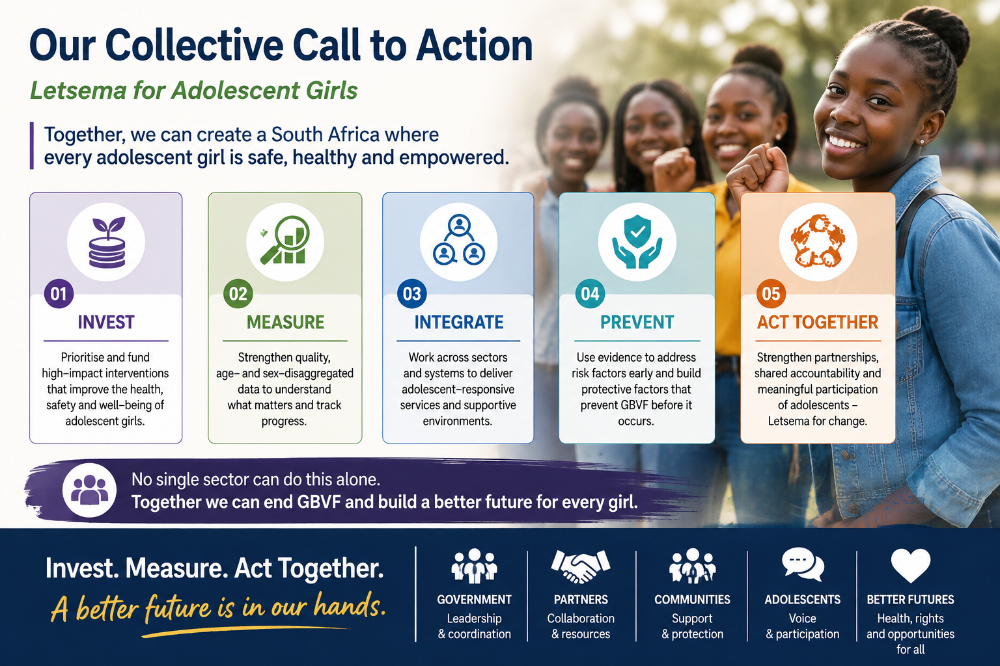 Our Collective Call to Action
Letsema for Adolescent Girls
Together, we can create a South Africa where
every adolescent girl is safe, healthy and empowered.
01
INVEST
Prioritise and fund
high–impact interventions
that improve the health,
safety and well–being of
adolescent girls.
02
MEASURE
Strengthen quality,
age– and sex–disaggregated
data to understand
what matters and track
progress.
03
INTEGRATE
Work across sectors
and systems to deliver
adolescent–responsive
services and supportive
environments.
04
PREVENT
Use evidence to address
risk factors early and build
protective factors that
prevent GBVF before it
occurs.
05
ACT TOGETHER
Strengthen partnerships,
shared accountability and
meaningful participation
of adolescents –
Letsema for change.
No single sector can do this alone.
Together we can end GBVF and build a better future for every girl.
Invest. Measure. Act Together.
A better future is in our hands.
GOVERNMENT
Leadership
& coordination
PARTNERS
Collaboration
& resources
COMMUNITIES
Support
& protection
ADOLESCENTS
Voice
& participation
BETTER FUTURES
Health, rights
and opportunities
for all